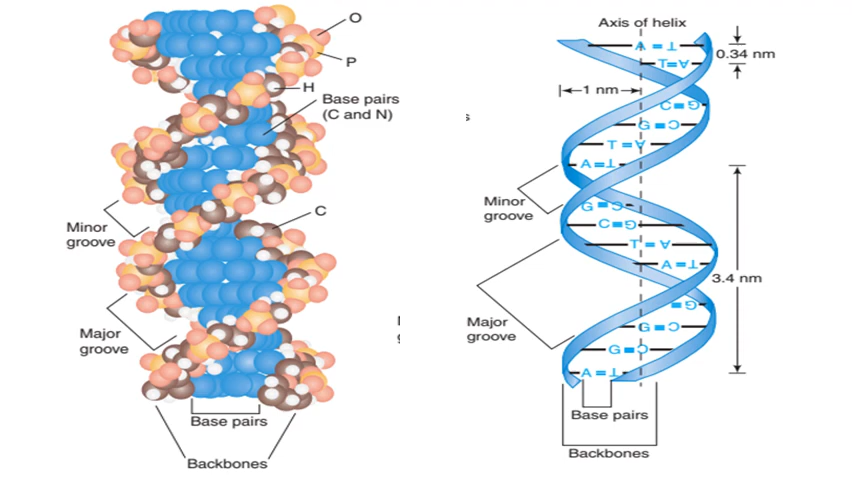 O
P
H
Base pairs
(C and N)
C
Minor
groove
Major
groove
Base pairs
Backbones
s
Axis of helix
0.34 nm
1 nm
A = T
T=A
C≡G
G≡C
T=A
A=T
Minor
groove
G≡C
C≡G
T = A
A = T
3.4 nm
G≡
Major
groove
G≡C
G≡C
A=T
Base pairs
Backbones